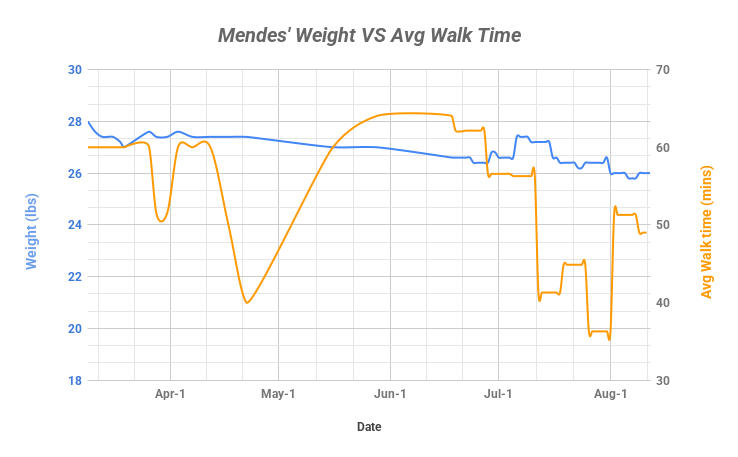 Mendes' Weight VS Avg Walk Time
30
28
26
24
22
20
18
Weight (lbs)
70
60
50
40
30
Avg Walk time (mins)
Apr-1
May-1
Jun-1
Jul-1
Aug-1
Date